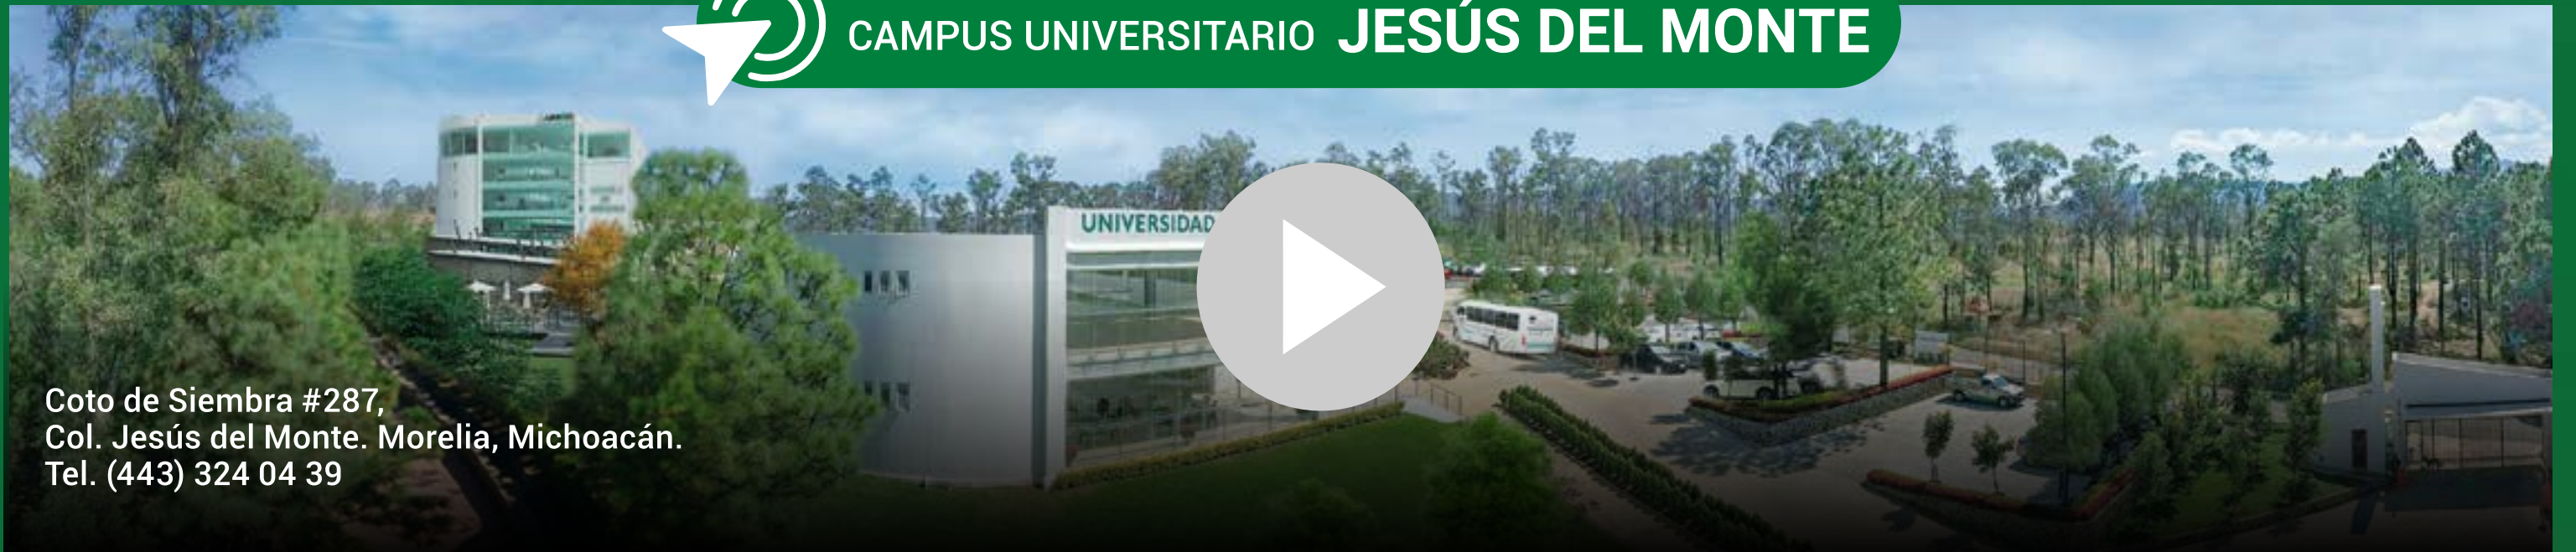 CAMPUS UNIVERSITARIO JESÚS DEL MONTE
UNIVERSIDAD
Coto de Siembra #287,
Col. Jesús del Monte. Morelia, Michoacán.
Tel. (443) 324 04 39